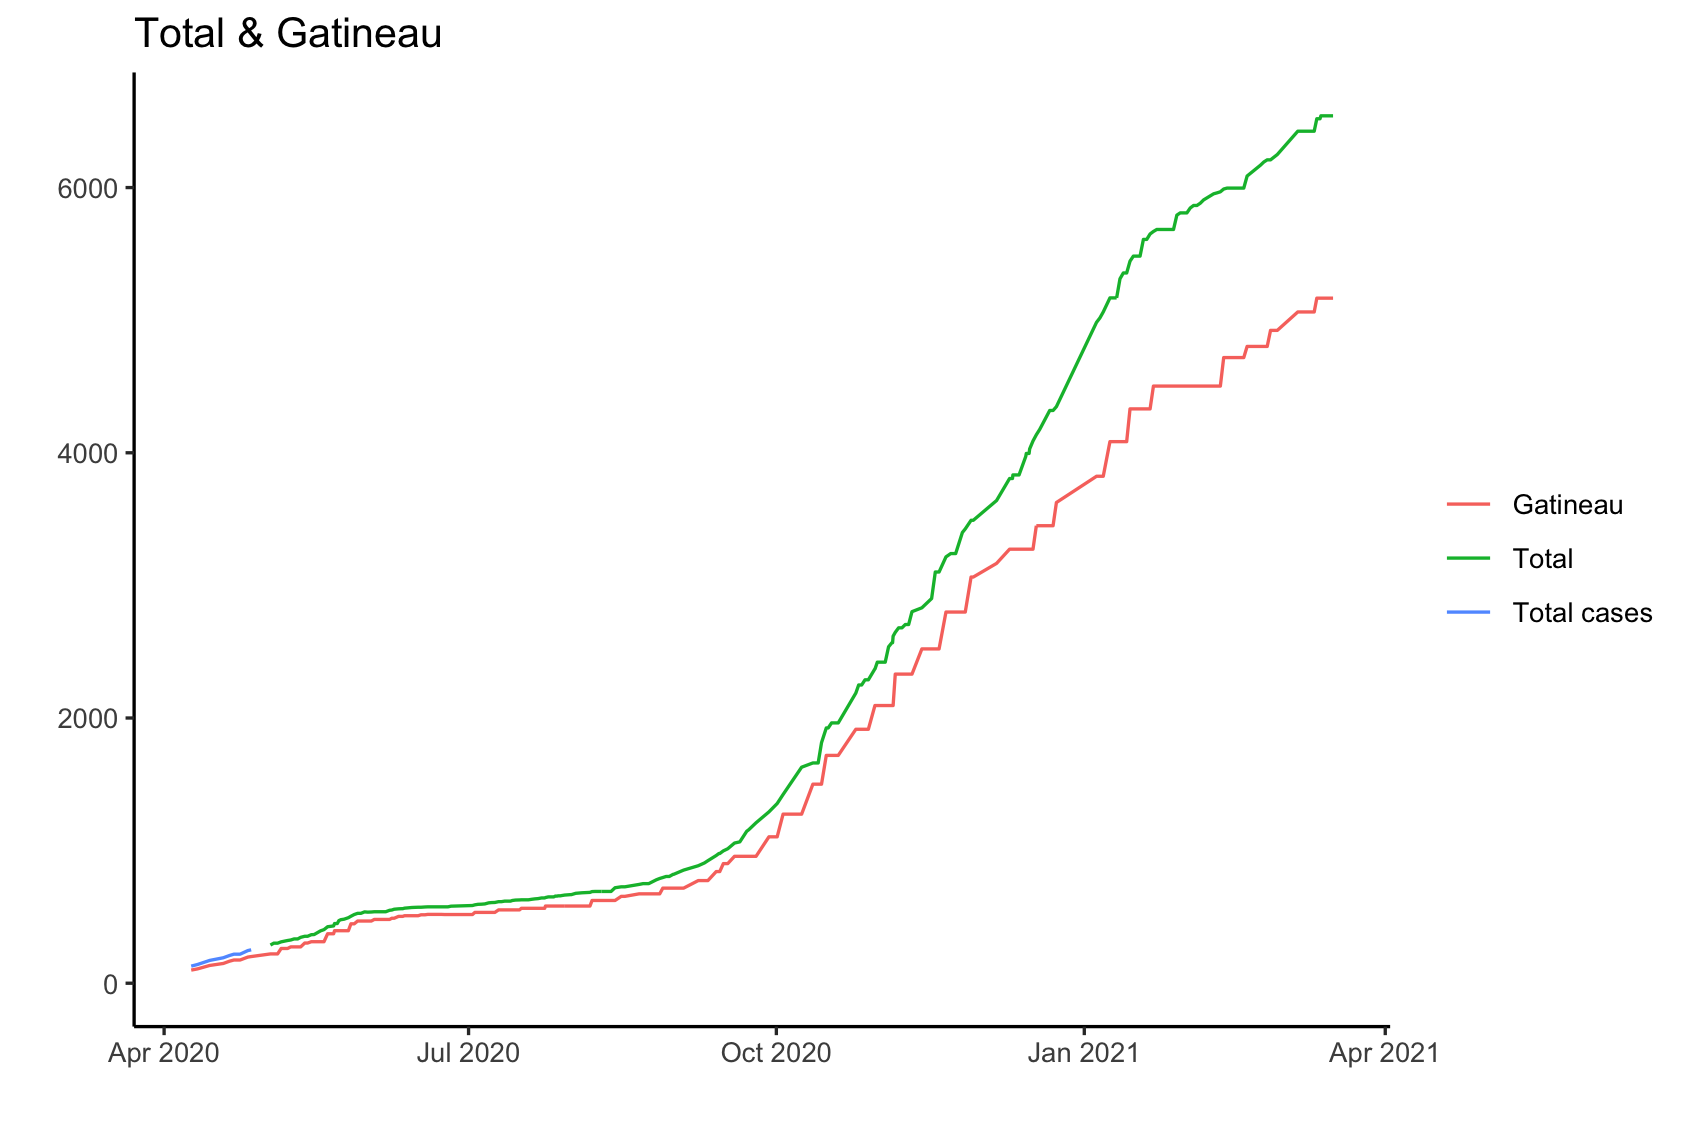 Total & Gatineau
6000
4000
2000
0
Apr 2020
Jul 2020
Oct 2020
Jan 2021
Apr 2021
Gatineau
Total
Total cases